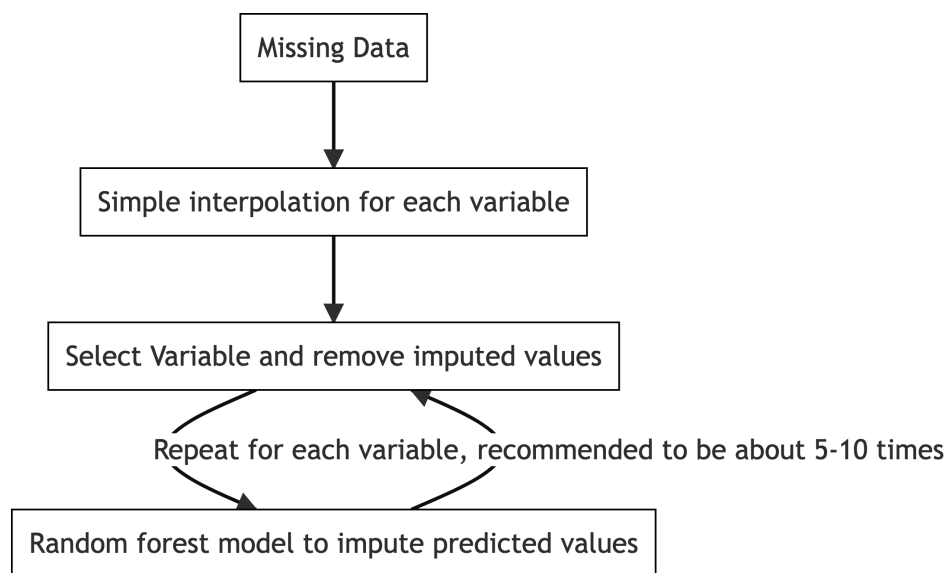 Missing Data
Simple interpolation for each variable
Select Variable and remove imputed values
Repeat for each variable, recommended to be about 5-10 times
Random forest model to impute predicted values